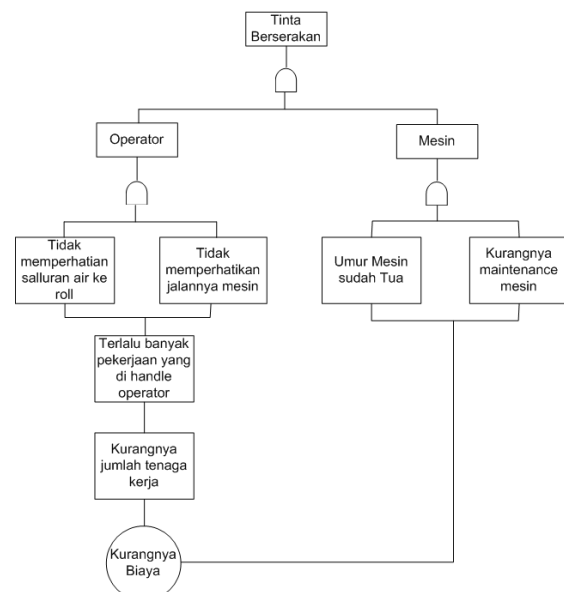 Tinta
Berserakan
Operator
Mesin
Tidak
memperhatian
salluran air ke
roll
Tidak
memperhatikan
jalannya mesin
Umur Mesin
sudah Tua
Kurangnya
maintenance
mesin
Terlalu banyak
pekerjaan yang
di handle
operator
Kurangnya
jumlah tenaga
kerja
Kurangnya
Biaya